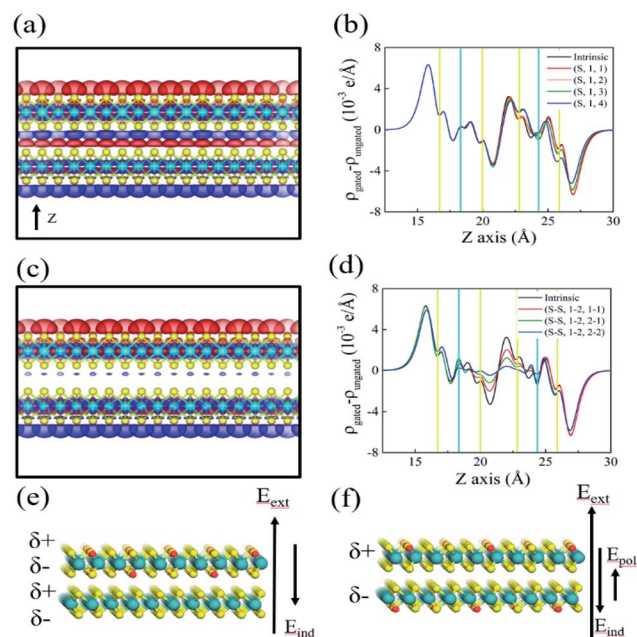 (a)
Z
(b)
ρgated-ρungated (10-3 e/Å)
8
4
0
-4
-8
Intrinsic
(S, 1, 1)
(S, 1, 2)
(S, 1, 3)
(S, 1, 4)
15 20 25 30
Z axis (Å)
(c)
(d)
ρgated-ρungated (10-3 e/Å)
8
4
0
-4
-8
Intrinsic
(S-S, 1-2, 1-1)
(S-S, 1-2, 2-1)
(S-S, 1-2, 2-2)
15 20 25 30
Z axis (Å)
(e)
Eext
δ+
δ-
δ+
δ-
Eind
(f)
Eext
δ+
Epol
δ-
Eind